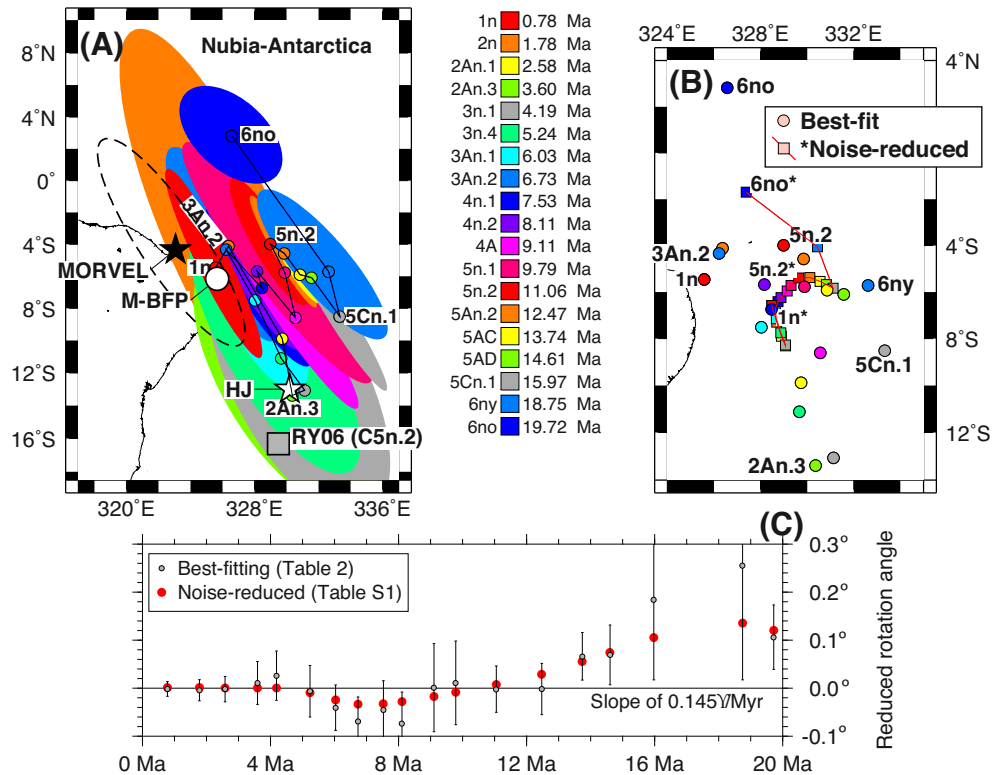 (A)
Nubia-Antarctica
8˚N
4˚N
0˚
4˚S
8˚S
12˚S
16˚S
320˚E
328˚E
336˚E
6no
3An.2
5n.2
1n
MORVEL
M-BFP
5Cn.1
HJ
2An.3
RY06 (C5n.2)
1n 0.78 Ma
2n 1.78 Ma
2An.1 2.58 Ma
2An.3 3.60 Ma
3n.1 4.19 Ma
3n.4 5.24 Ma
3An.1 6.03 Ma
3An.2 6.73 Ma
4n.1 7.53 Ma
4n.2 8.11 Ma
4A 9.11 Ma
5n.1 9.79 Ma
5n.2 11.06 Ma
5An.2 12.47 Ma
5AC 13.74 Ma
5AD 14.61 Ma
5Cn.1 15.97 Ma
6ny 18.75 Ma
6no 19.72 Ma
324˚E 328˚E 332˚E
4˚N
(B)
6no
Best-fit
*Noise-reduced
6no*
5n.2
4˚S
3An.2
1n
5n.2*
6ny
1n*
8˚S
5Cn.1
12˚S
2An.3
(C)
Best-fitting (Table 2)
Noise-reduced (Table S1)
0.3°
0.2°
0.1°
0.0°
-0.1°
Reduced rotation angle
Slope of 0.145Ɣ/Myr
0 Ma 4 Ma 8 Ma 12 Ma 16 Ma 20 Ma